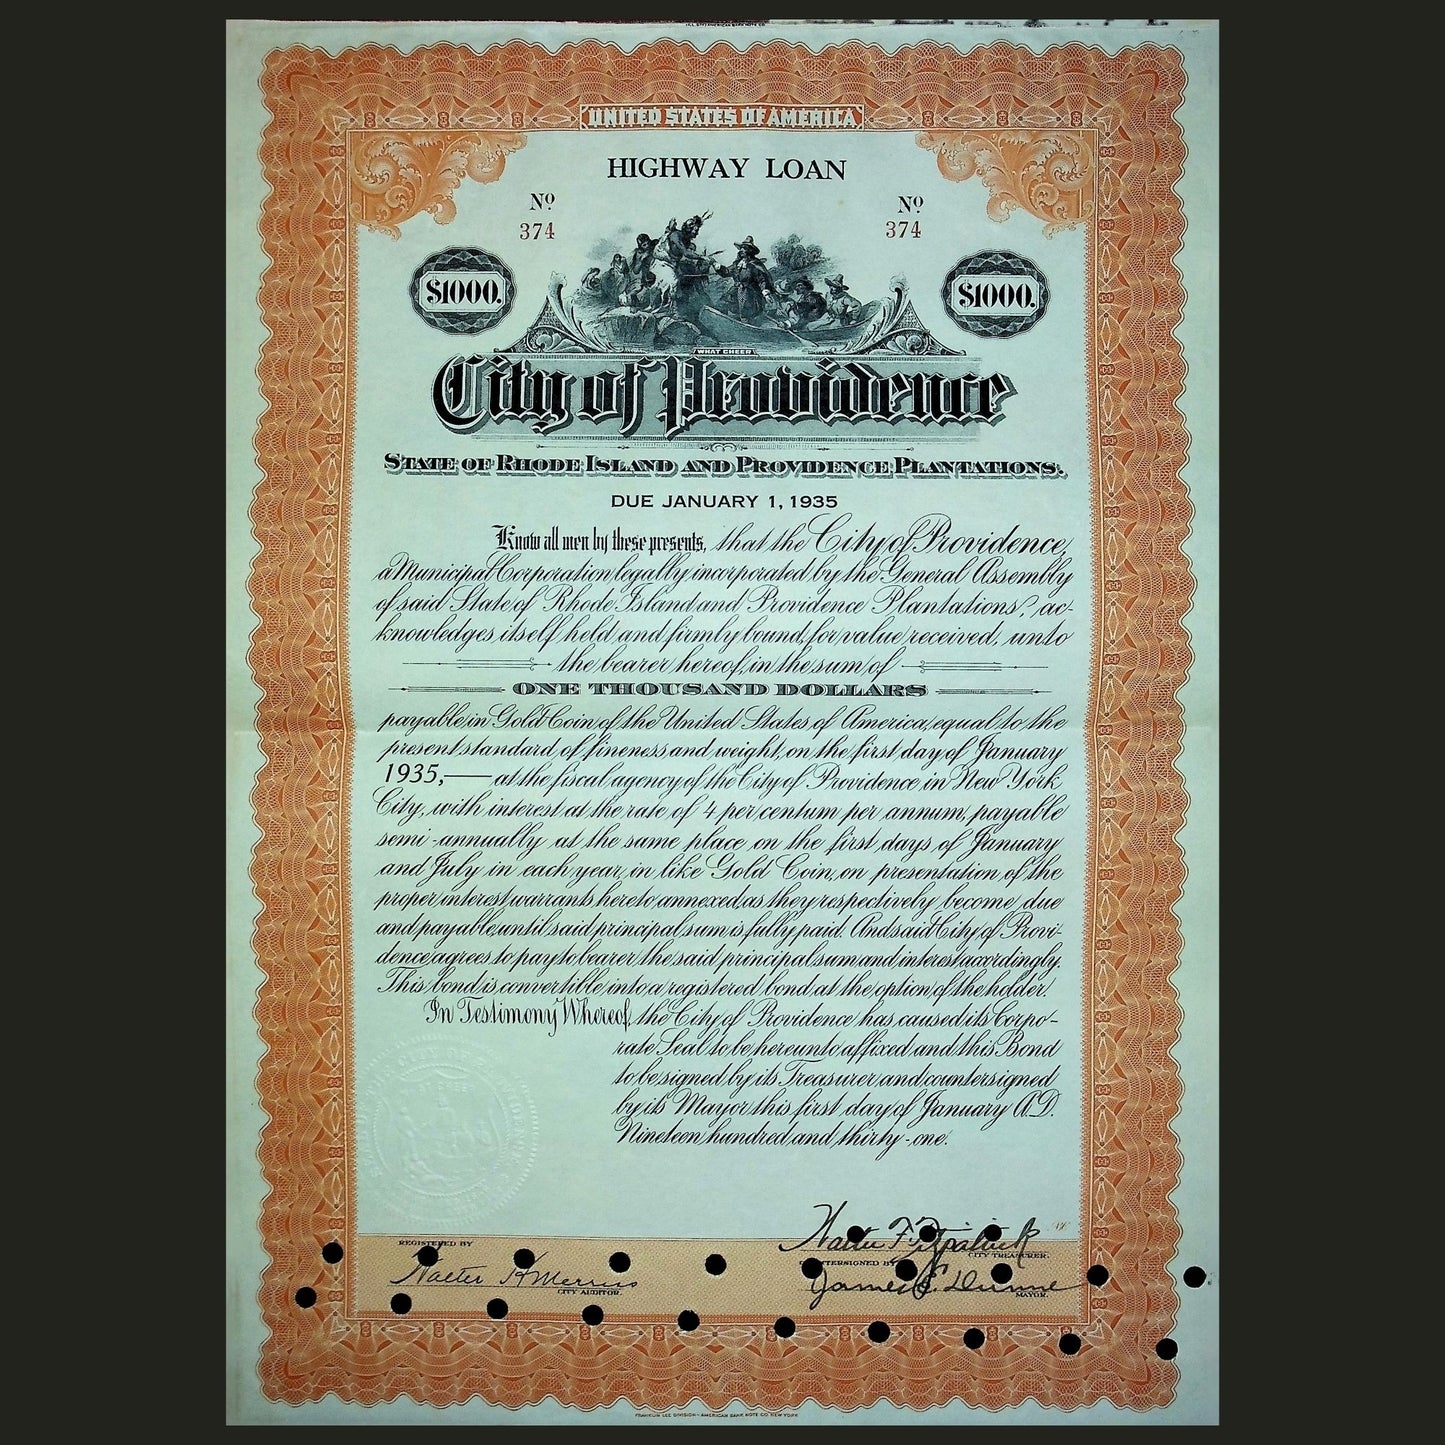 UNITED STATES OF AMERICA
HIGHWAY LOAN
No No
374 374
$1000. $1000.
WHAT CHEER
City of Providence
STATE OF RHODE ISLAND AND PROVIDENCE PLANTATIONS.
DUE JANUARY 1, 1935
Know all men by these presents, that the City of Providence,
a Municipal Corporation legally incorporated by the General Assembly
of said State of Rhode Island and Providence Plantations, ac-
knowledges itself held and firmly bound, for value received, unto
the bearer hereof, in the sum of
ONE THOUSAND DOLLARS
payable in Gold Coin of the United States of America, equal to the
present standard of fineness and weight, on the first day of January
1935, at the fiscal agency of the City of Providence in New York
City, with interest at the rate of 4 per centum per annum, payable
semi-annually at the same place on the first days of January
and July in each year, in like Gold Coin, on presentation of the
proper interest warrants hereto annexed, as they respectively become due
and payable, until said principal sum is fully paid. And said City of Provi-
dence, agrees to pay to bearer the said principal sum and interest accordingly.
This bond is convertible into a registered bond at the option of the holder.
In Testimony Whereof, the City of Providence has caused its Corpo-
rate Seal to be hereunto affixed and this Bond
to be signed by its Treasurer and countersigned
by its Mayor this first day of January A.D.
Nineteen hundred and thirty-one.
Walter F. Fitzpatrick
CITY TREASURER.
REGISTERED BY
COUNTERSIGNED BY
CITY AUDITOR.
James E. Dunne
MAYOR.
FRANKLIN LEE DIVISION - AMERICAN BANK NOTE CO. NEW YORK